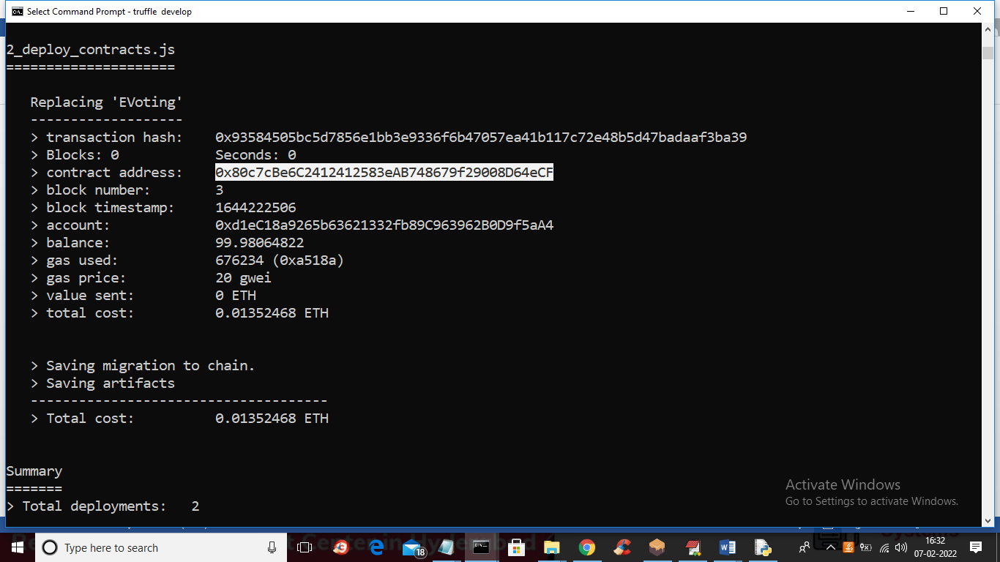 Select Command Prompt - truffle develop
2_deploy_contracts.js
=====================
Replacing 'EVoting'
-------------------
> transaction hash: 0x93584505bc5d7856e1bb3e9336f6b47057ea41b117c72e48b5d47badaaf3ba39
> Blocks: 0 Seconds: 0
> contract address: 0x80c7cBe6C2412412583eAB748679f29008D64eCF
> block number: 3
> block timestamp: 1644222506
> account: 0xd1eC18a9265b63621332fb89C963962B0D9f5aA4
> balance: 99.98064822
> gas used: 676234 (0xa518a)
> gas price: 20 gwei
> value sent: 0 ETH
> total cost: 0.01352468 ETH
> Saving migration to chain.
> Saving artifacts
-------------------------------------
> Total cost: 0.01352468 ETH
Summary
=======
> Total deployments: 2
Activate Windows
Go to Settings to activate Windows.
Type here to search
18
16:32
07-02-2022